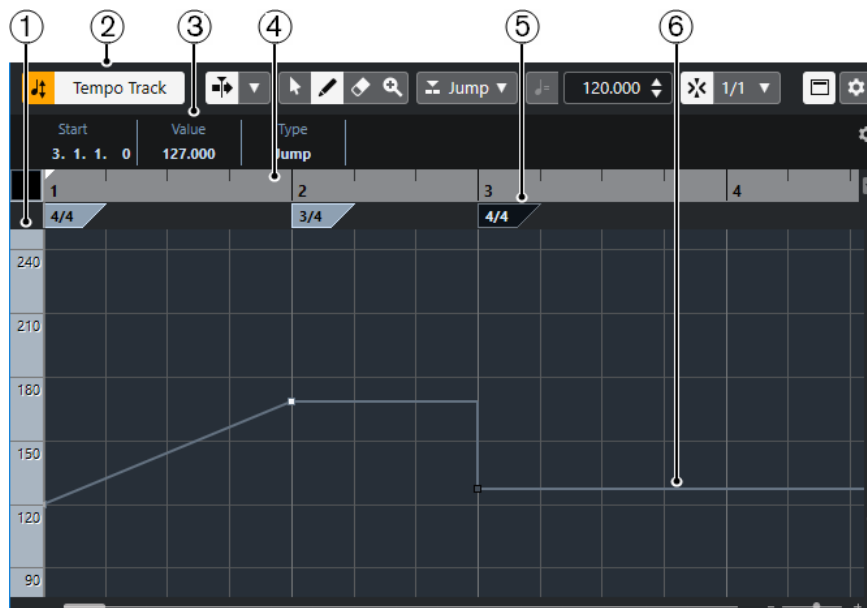 1 2 3 4 5 6
Tempo Track Jump 120.000 1/1
Start Value Type
3. 1. 1. 0 127.000 Jump
1 2 3 4
4/4 3/4 4/4
240
210
180
150
120
90